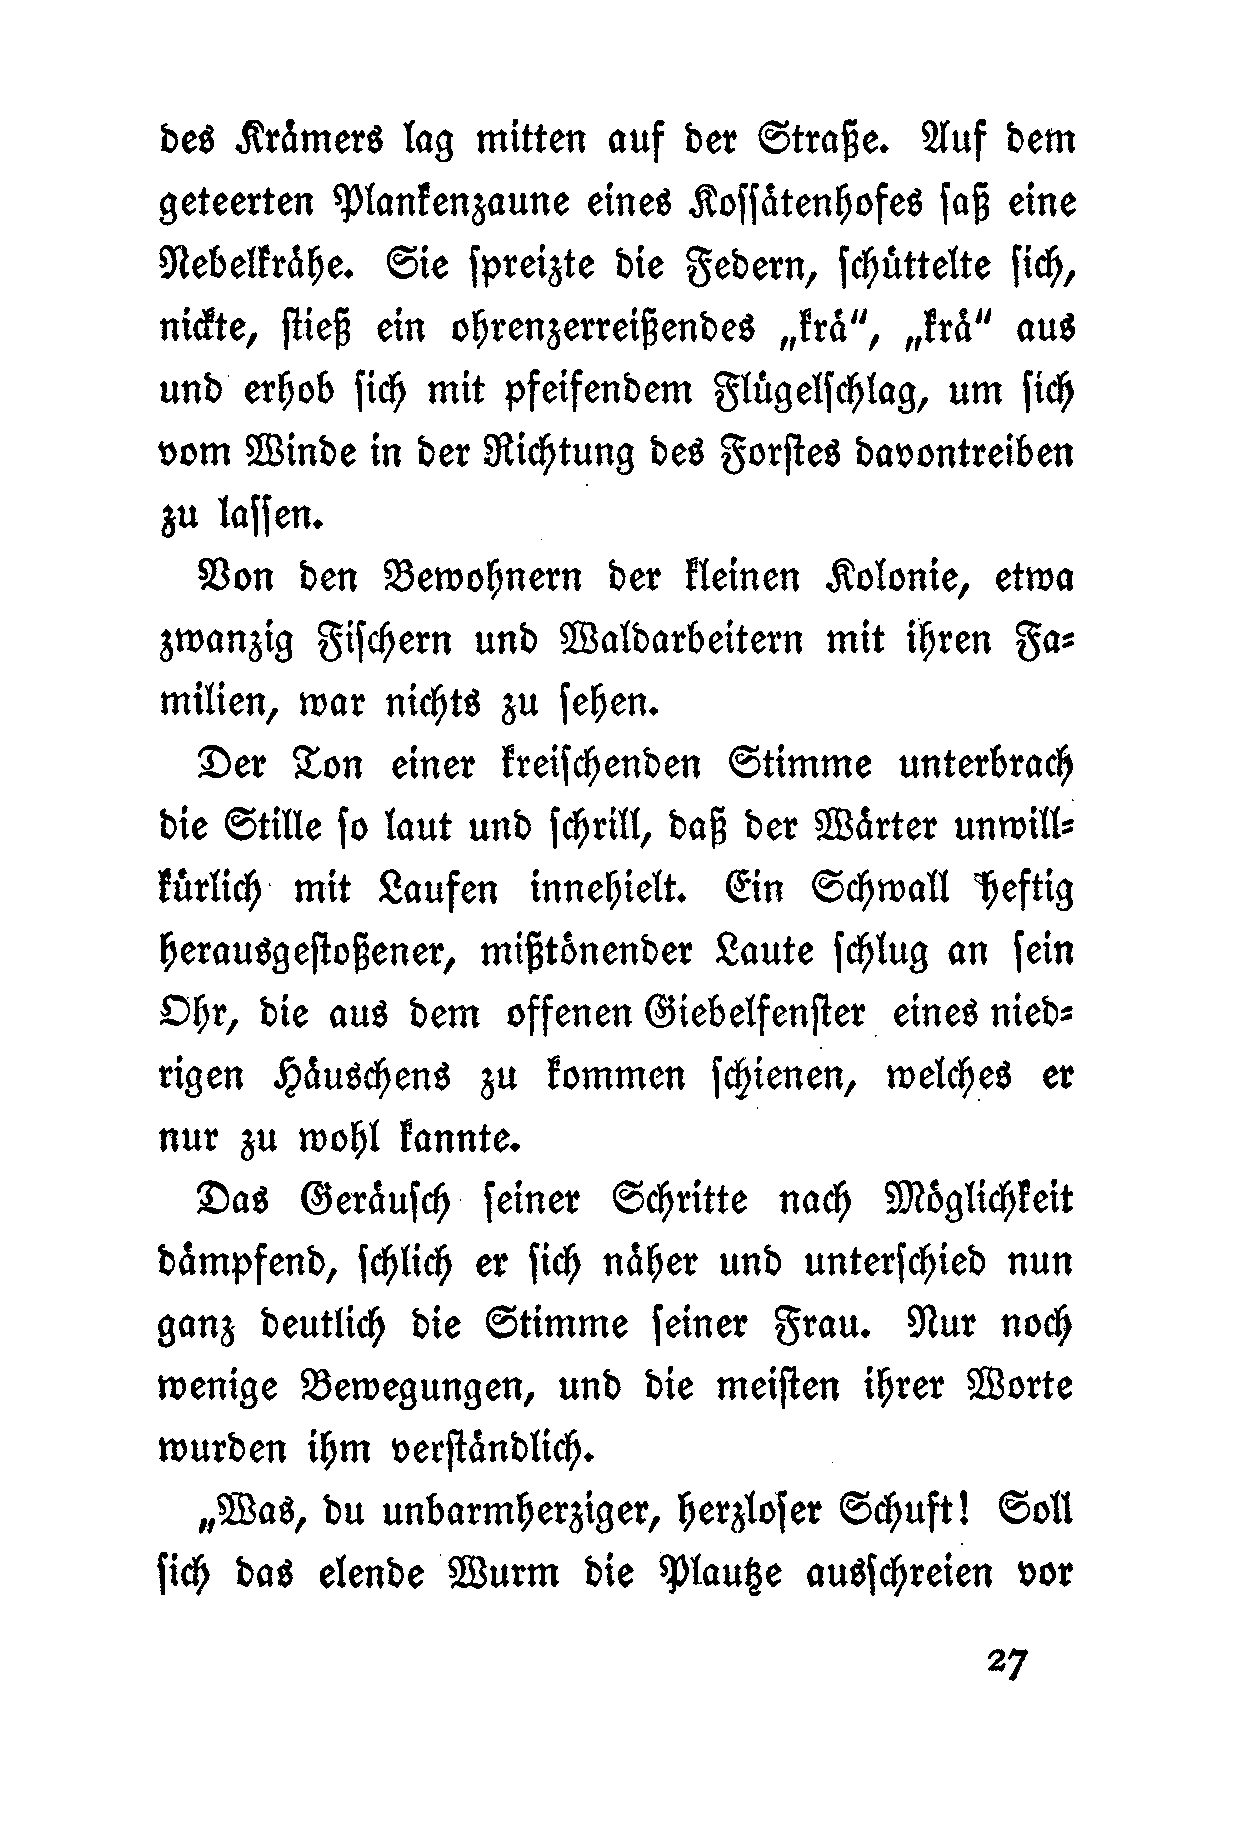 des Krämers lag mitten auf der Straße. Auf dem
geteerten Plankenzaune eines Kossätenhofes saß eine
Nebelkrähe. Sie spreizte die Federn, schüttelte sich,
nickte, stieß ein ohrenzerreißendes „krä“, „krä“ aus
und erhob sich mit pfeifendem Flügelschlag, um sich
vom Winde in der Richtung des Forstes davontreiben
zu lassen.
Von den Bewohnern der kleinen Kolonie, etwa
zwanzig Fischern und Waldarbeitern mit ihren Fa-
milien, war nichts zu sehen.
Der Ton einer kreischenden Stimme unterbrach
die Stille so laut und schrill, daß der Wärter unwill-
kürlich mit Laufen innehielt. Ein Schwall heftig
herausgestoßener, mißtönender Laute schlug an sein
Ohr, die aus dem offenen Giebelfenster eines nied-
rigen Häuschens zu kommen schienen, welches er
nur zu wohl kannte.
Das Geräusch seiner Schritte nach Möglichkeit
dämpfend, schlich er sich näher und unterschied nun
ganz deutlich die Stimme seiner Frau. Nur noch
wenige Bewegungen, und die meisten ihrer Worte
wurden ihm verständlich.
„Was, du unbarmherziger, herzloser Schuft! Soll
sich das elende Wurm die Plautze ausschreien vor
27